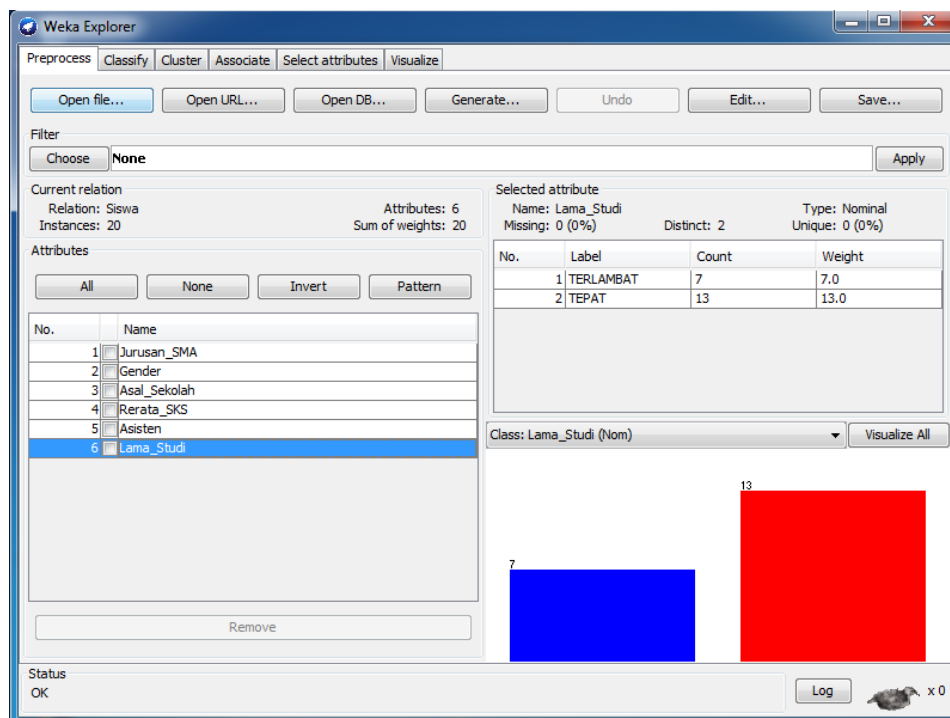 Weka Explorer
Preprocess Classify Cluster Associate Select attributes Visualize
Open file... Open URL... Open DB... Generate... Undo Edit... Save...
Filter
Choose None Apply
Current relation
Relation: Siswa Attributes: 6
Instances: 20 Sum of weights: 20
Attributes
All None Invert Pattern
No. Name
1 Jurusan_SMA
2 Gender
3 Asal_Sekolah
4 Rerata_SKS
5 Asisten
6 Lama_Studi
Remove
Selected attribute
Name: Lama_Studi Type: Nominal
Missing: 0 (0%) Distinct: 2 Unique: 0 (0%)
No. Label Count Weight
1 TERLAMBAT 7 7.0
2 TEPAT 13 13.0
Class: Lama_Studi (Nom) Visualize All
7 13
Status
OK Log x 0